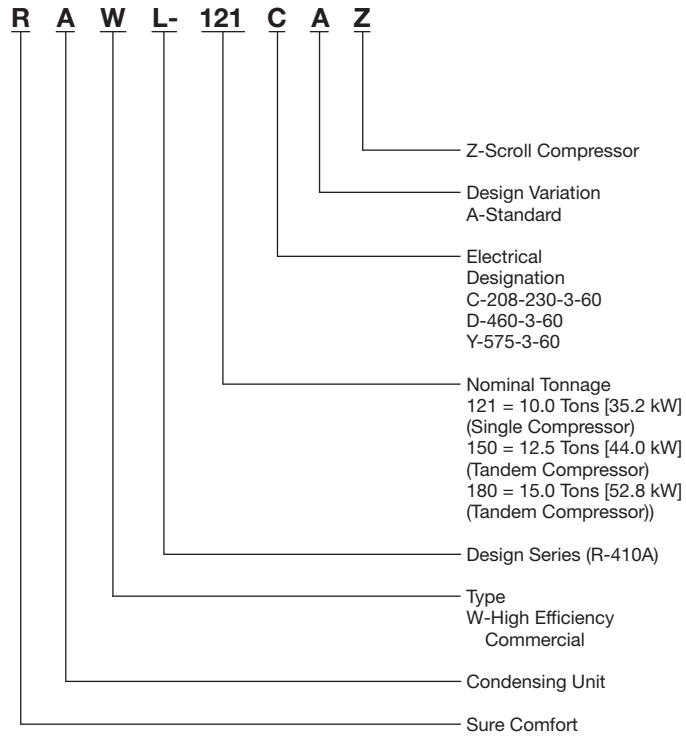 R A W L- 121 C A Z
Z-Scroll Compressor
Design Variation
A-Standard
Electrical
Designation
C-208-230-3-60
D-460-3-60
Y-575-3-60
Nominal Tonnage
121 = 10.0 Tons [35.2 kW]
(Single Compressor)
150 = 12.5 Tons [44.0 kW]
(Tandem Compressor)
180 = 15.0 Tons [52.8 kW]
(Tandem Compressor))
Design Series (R-410A)
Type
W-High Efficiency
Commercial
Condensing Unit
Sure Comfort